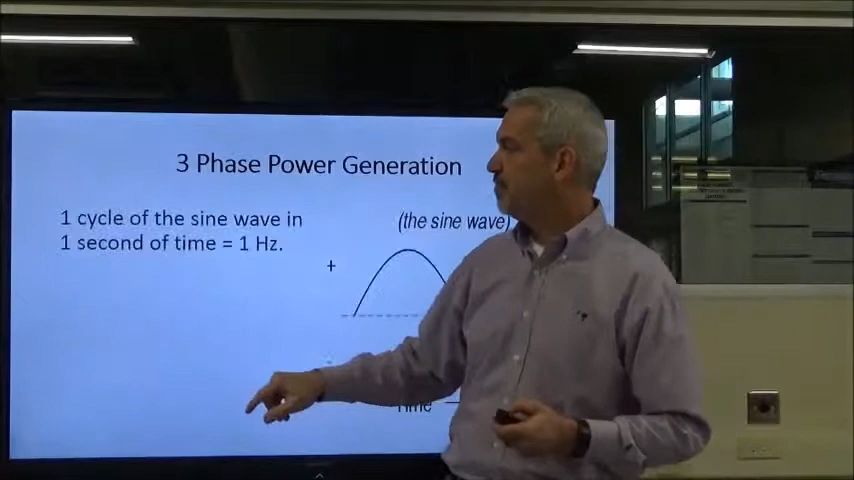 3 Phase Power Generation
1 cycle of the sine wave in
1 second of time = 1 Hz.
(the sine wave)
+
Time